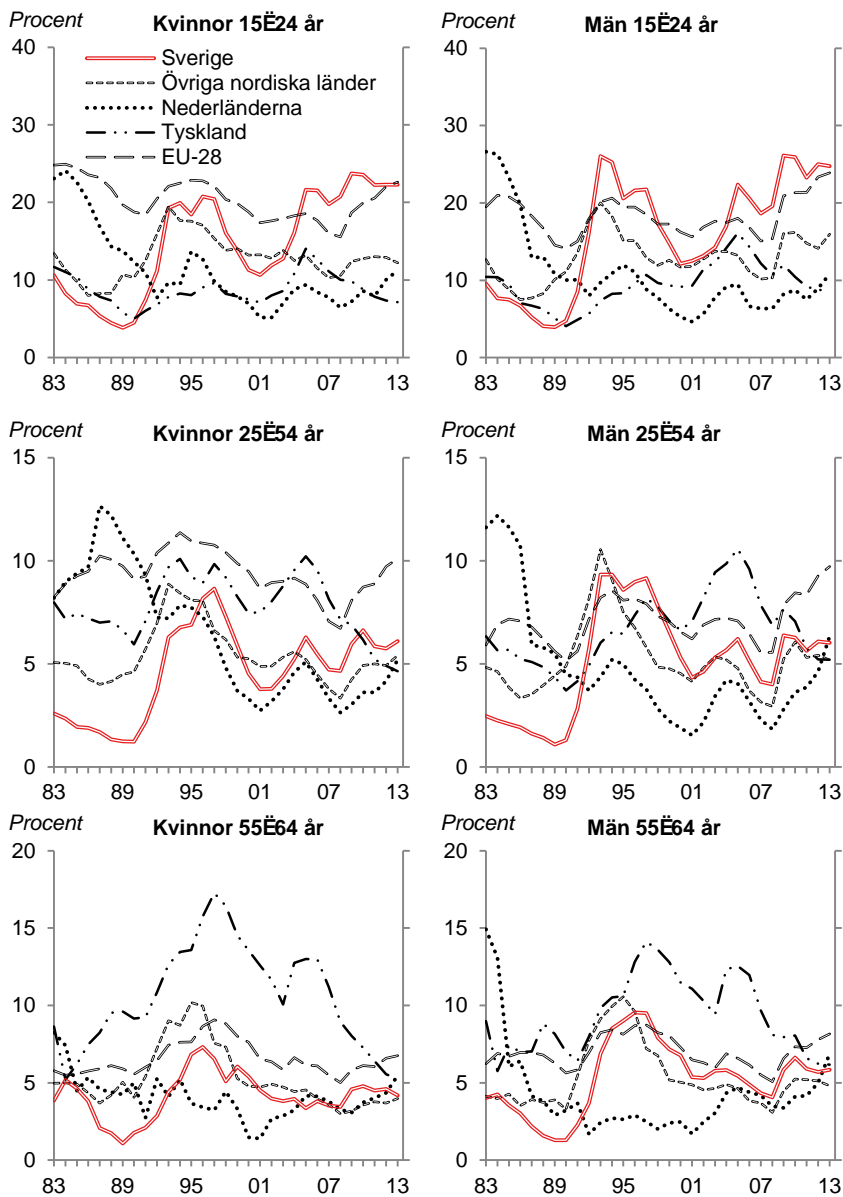 Procent
Kvinnor 15Ë24 år
40
30
20
10
0
Sverige
Övriga nordiska länder
Nederländerna
Tyskland
EU-28
83 89 95 01 07 13
Procent
Män 15Ë24 år
40
30
20
10
0
83 89 95 01 07 13
Procent
Kvinnor 25Ë54 år
15
10
5
0
83 89 95 01 07 13
Procent
Män 25Ë54 år
15
10
5
0
83 89 95 01 07 13
Procent
Kvinnor 55Ë64 år
20
15
10
5
0
83 89 95 01 07 13
Procent
Män 55Ë64 år
20
15
10
5
0
83 89 95 01 07 13